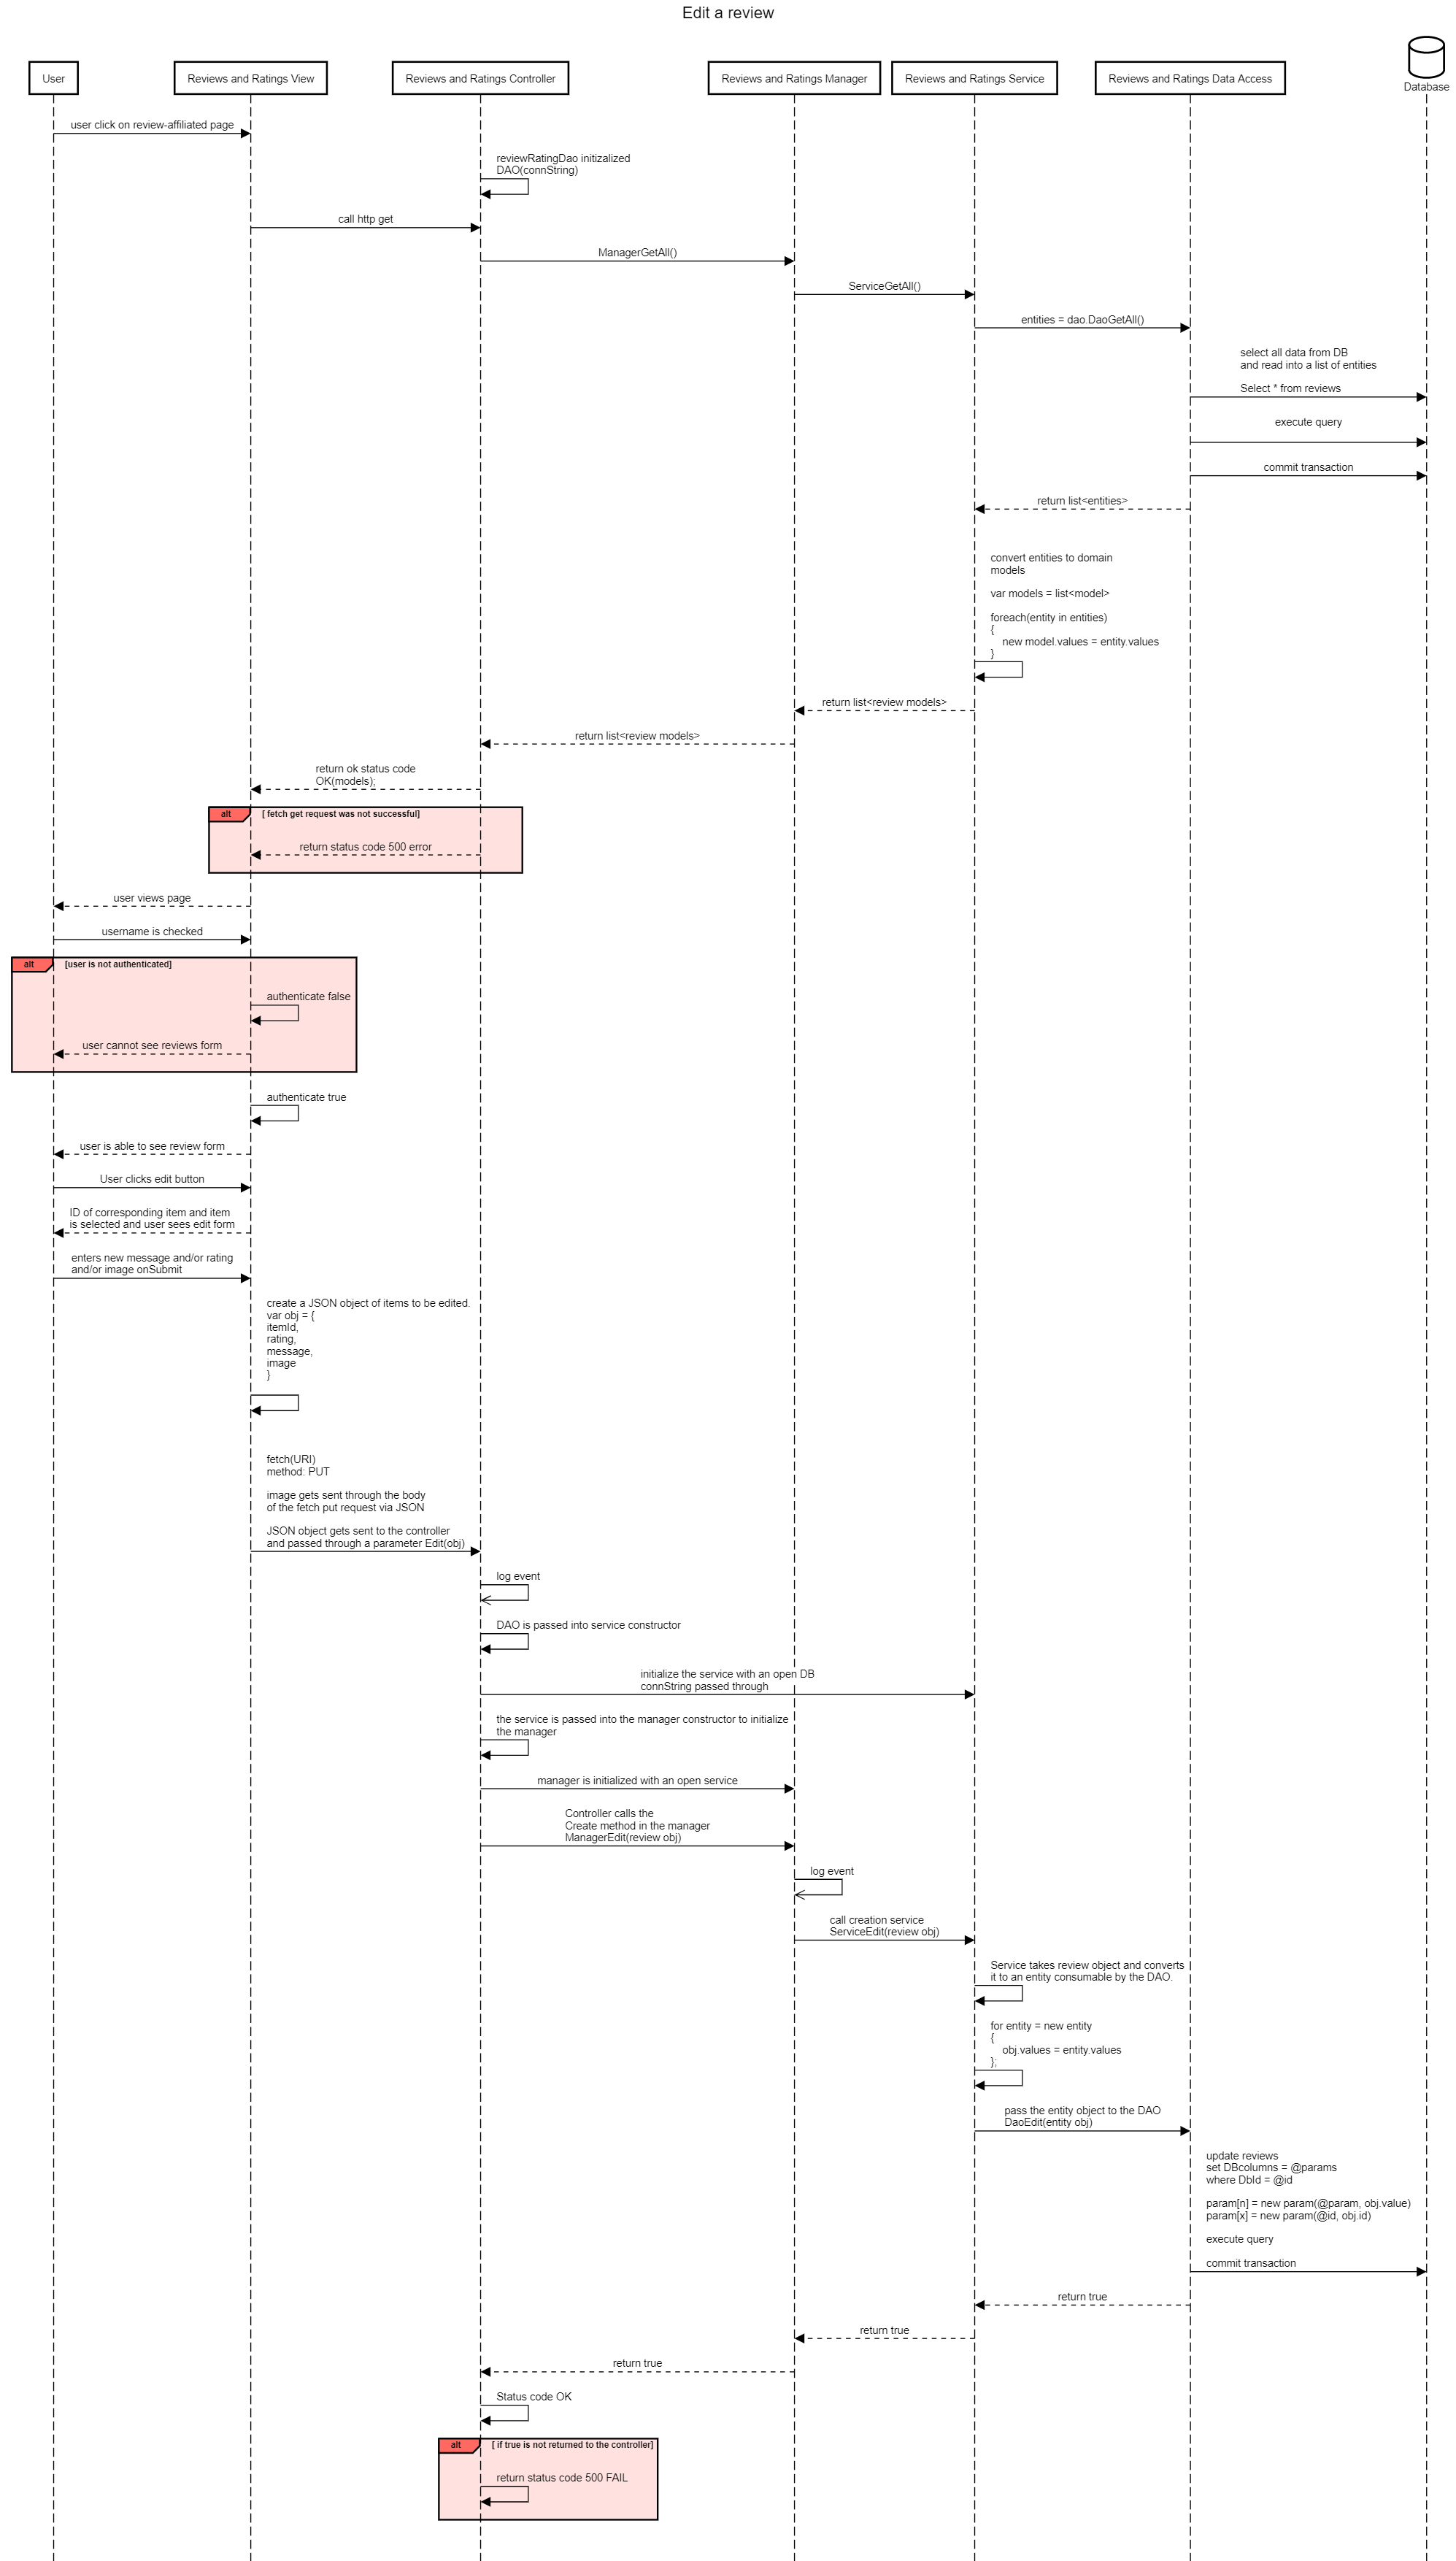 Edit a review
User
Reviews and Ratings View
Reviews and Ratings Controller
Reviews and Ratings Manager
Reviews and Ratings Service
Reviews and Ratings Data Access
Database
user click on review-affiliated page
reviewRatingDao initizalized
DAO(connString)
call http get
ManagerGetAll()
ServiceGetAll()
entities = dao.DaoGetAll()
select all data from DB
and read into a list of entities
Select * from reviews
execute query
commit transaction
return list<entities>
convert entities to domain
models
var models = list<model>
foreach(entity in entities)
{
new model.values = entity.values
}
return list<review models>
return list<review models>
return ok status code
OK(models);
alt
[ fetch get request was not successful]
return status code 500 error
user views page
username is checked
alt
[user is not authenticated]
authenticate false
user cannot see reviews form
authenticate true
user is able to see review form
User clicks edit button
ID of corresponding item and item
is selected and user sees edit form
enters new message and/or rating
and/or image onSubmit
create a JSON object of items to be edited.
var obj = {
itemId,
rating,
message,
image
}
fetch(URI)
method: PUT
image gets sent through the body
of the fetch put request via JSON
JSON object gets sent to the controller
and passed through a parameter Edit(obj)
log event
DAO is passed into service constructor
initialize the service with an open DB
connString passed through
the service is passed into the manager constructor to initialize
the manager
manager is initialized with an open service
Controller calls the
Create method in the manager
ManagerEdit(review obj)
log event
call creation service
ServiceEdit(review obj)
Service takes review object and converts
it to an entity consumable by the DAO.
for entity = new entity
{
obj.values = entity.values
};
pass the entity object to the DAO
DaoEdit(entity obj)
update reviews
set DBcolumns = @params
where DbId = @id
param[n] = new param(@param, obj.value)
param[x] = new param(@id, obj.id)
execute query
commit transaction
return true
return true
return true
Status code OK
alt
[ if true is not returned to the controller]
return status code 500 FAIL